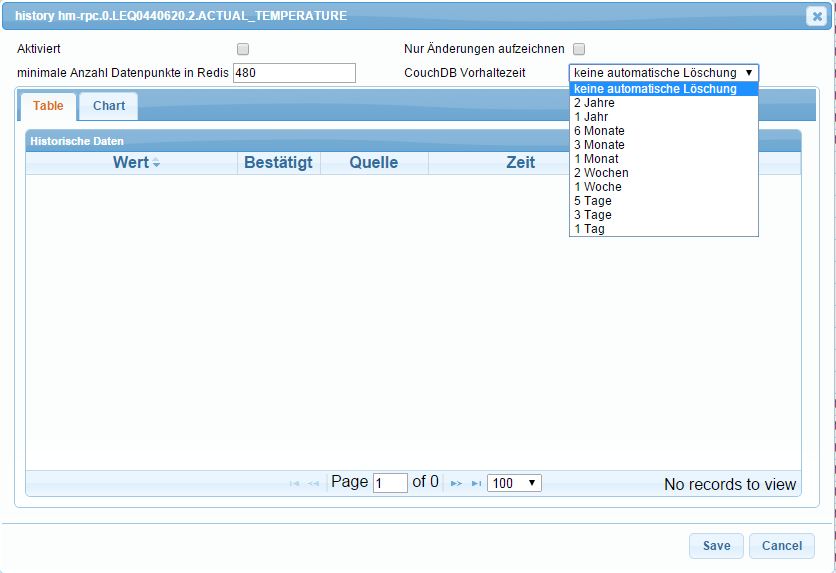 history hm-rpc.0.LEQ0440620.2.ACTUAL_TEMPERATURE
Aktiviert Nur Änderungen aufzeichnen
minimale Anzahl Datenpunkte in Redis 480 CouchDB Vorhaltezeit keine automatische Löschung
keine automatische Löschung
2 Jahre
1 Jahr
6 Monate
3 Monate
1 Monat
2 Wochen
1 Woche
5 Tage
3 Tage
1 Tag
Table Chart
Historische Daten
Wert Bestätigt Quelle Zeit
Page 1 of 0 100 No records to view
Save Cancel